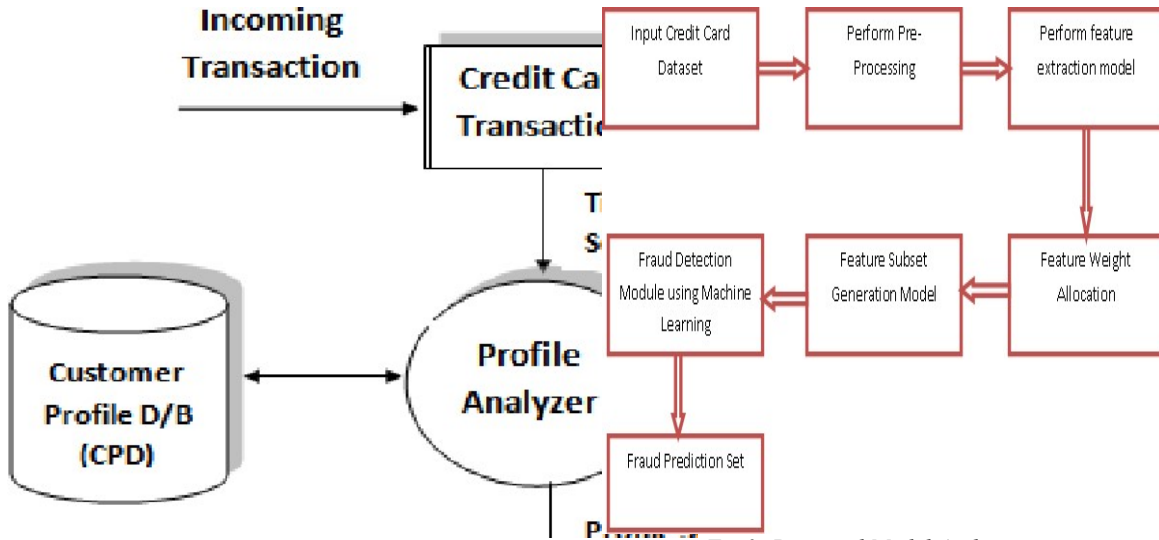 Incoming
Transaction
Credit Ca
Transactio
Profile
Analyzer
Customer
Profile D/B
(CPD)
Input Credit Card
Dataset
Perform Pre-
Processing
Perform feature
extraction model
Feature Weight
Allocation
Feature Subset
Generation Model
Fraud Detection
Module using Machine
Learning
Fraud Prediction Set